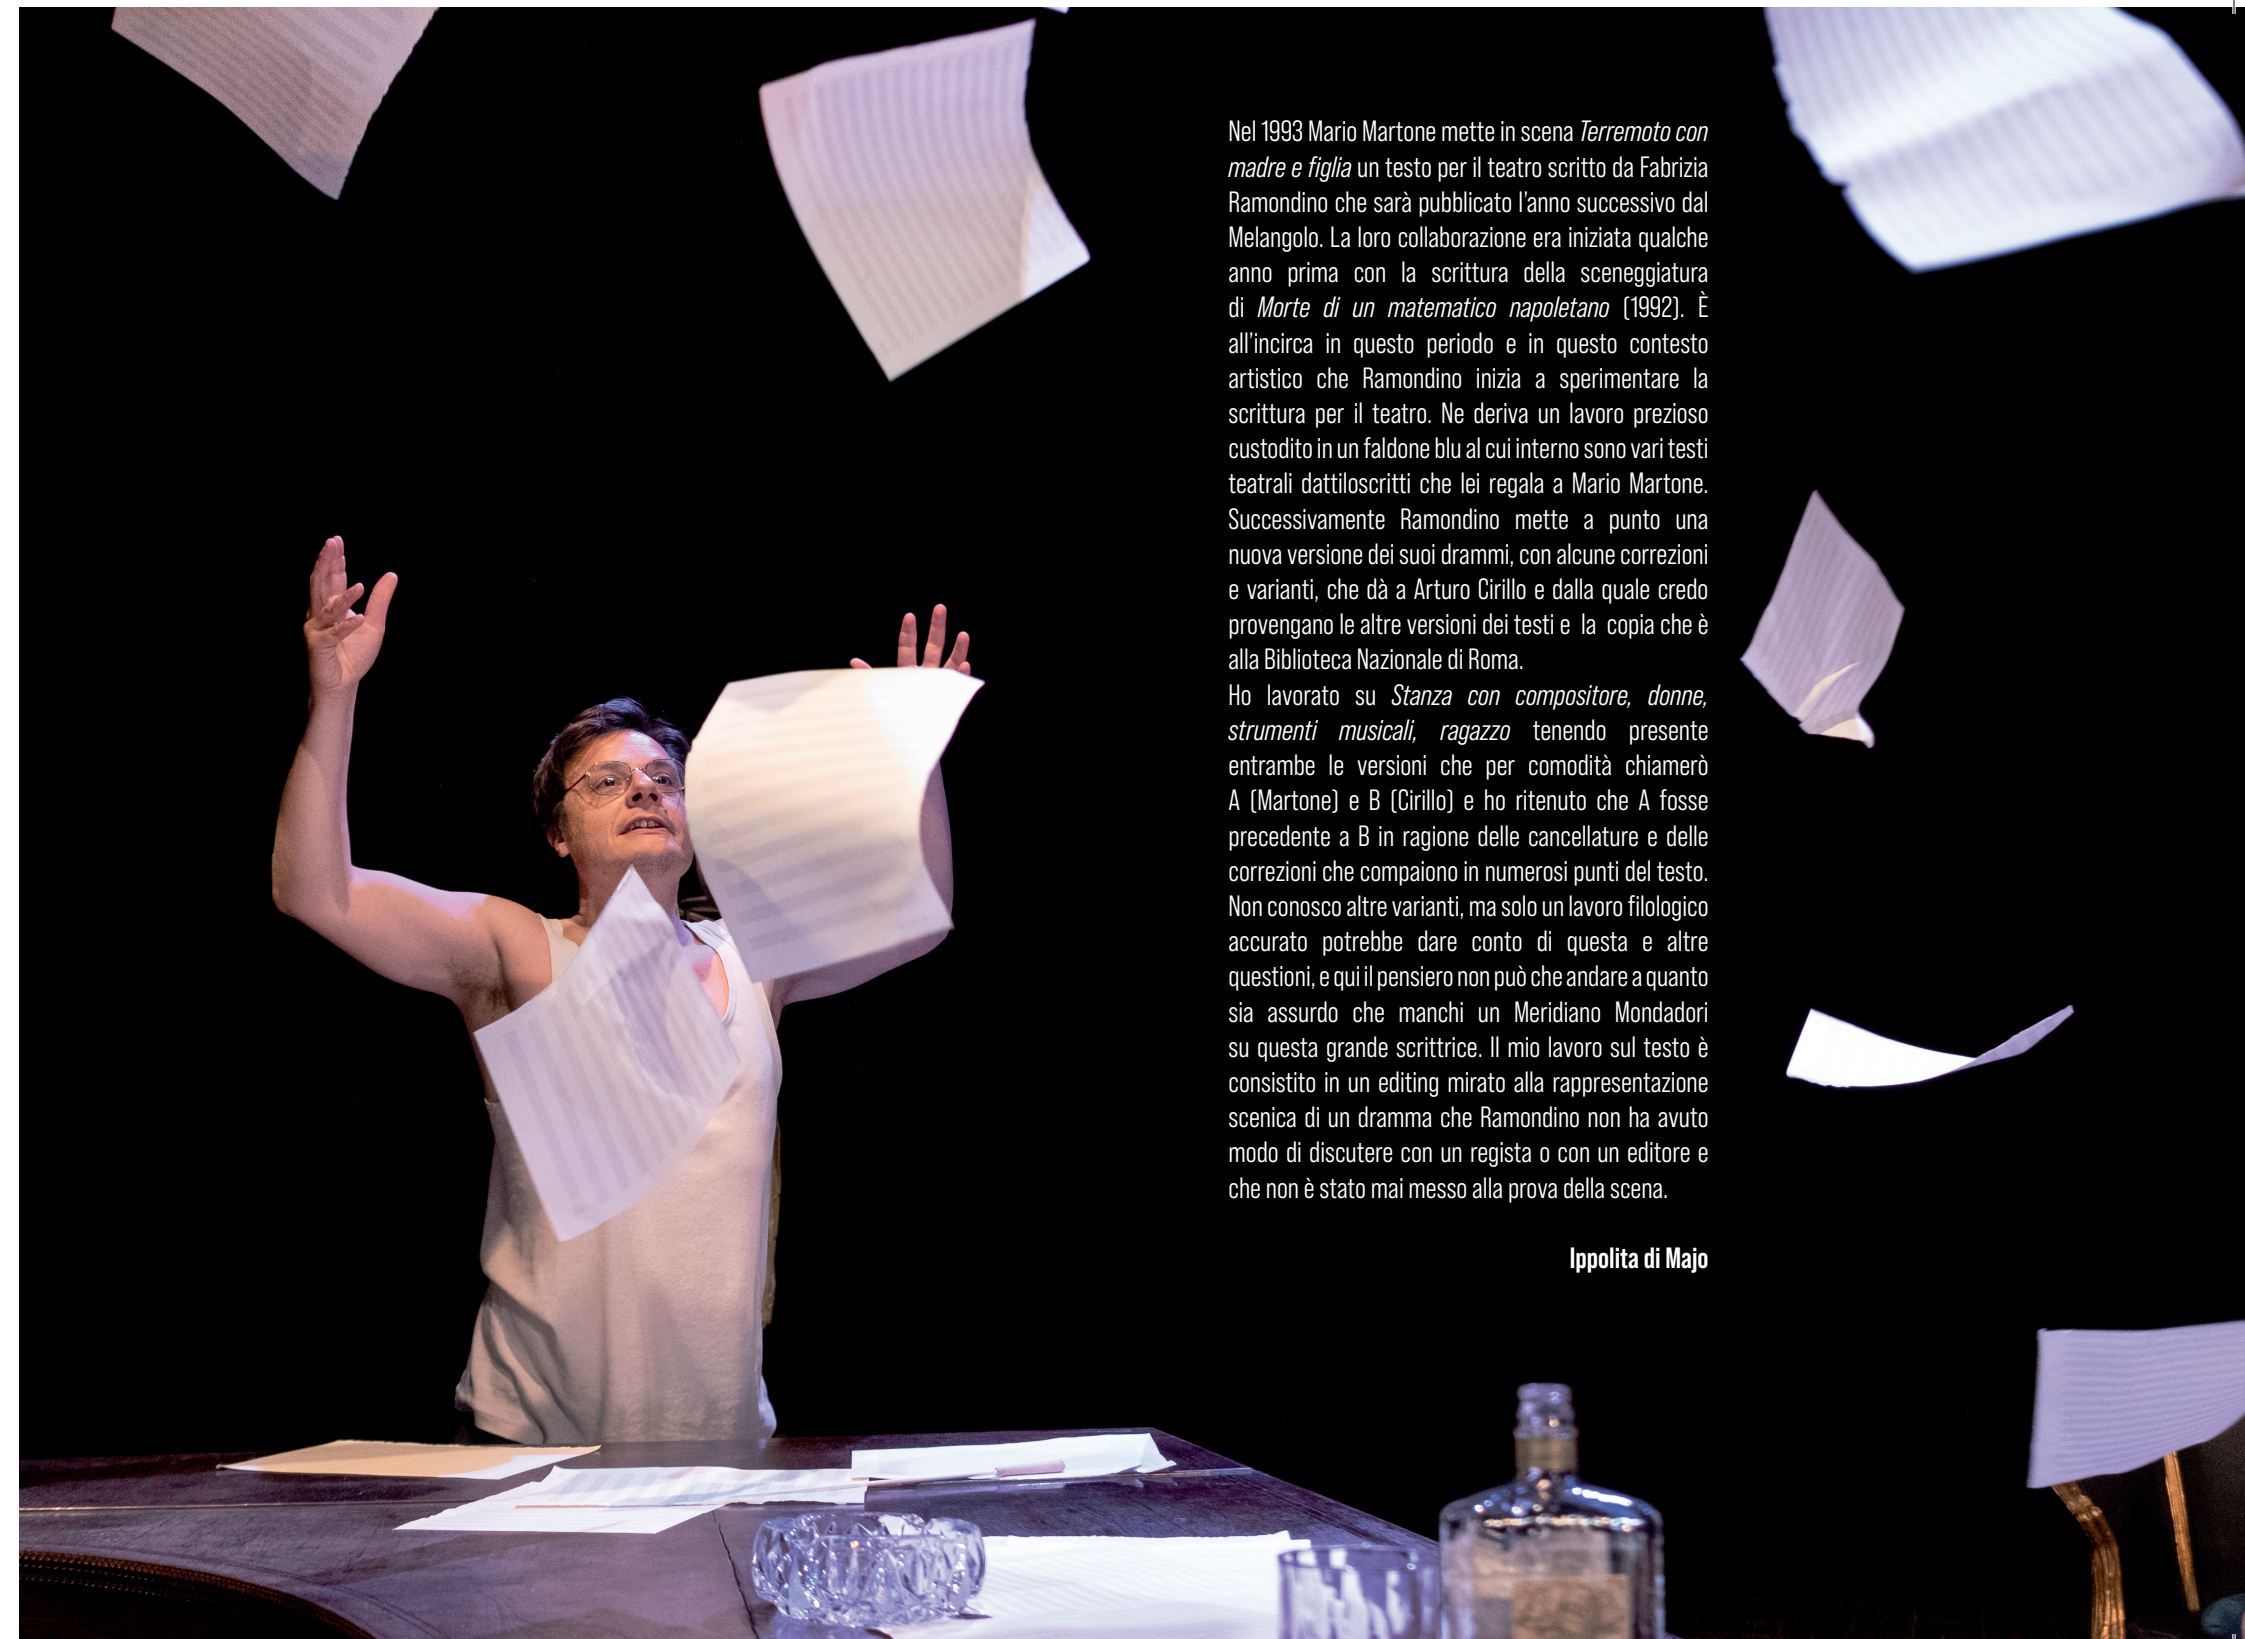 Nel 1993 Mario Martone mette in scena Terremoto con
madre e figlia un testo per il teatro scritto da Fabrizia
Ramondino che sarà pubblicato l'anno successivo dal
Melangolo. La loro collaborazione era iniziata qualche
anno prima con la scrittura della sceneggiatura
di Morte di un matematico napoletano (1992). È
all'incirca in questo periodo e in questo contesto
artistico che Ramondino inizia a sperimentare la
scrittura per il teatro. Ne deriva un lavoro prezioso
custodito in un faldone blu al cui interno sono vari testi
teatrali dattiloscritti che lei regala a Mario Martone.
Successivamente Ramondino mette a punto una
nuova versione dei suoi drammi, con alcune correzioni
e varianti, che dà a Arturo Cirillo e dalla quale credo
provengano le altre versioni dei testi e la copia che è
alla Biblioteca Nazionale di Roma.
Ho lavorato su Stanza con compositore, donne,
strumenti musicali, ragazzo tenendo presente
entrambe le versioni che per comodità chiamerò
A (Martone) e B (Cirillo) e ho ritenuto che A fosse
precedente a B in ragione delle cancellature e delle
correzioni che compaiono in numerosi punti del testo.
Non conosco altre varianti, ma solo un lavoro filologico
accurato potrebbe dare conto di questa e altre
questioni, e qui il pensiero non può che andare a quanto
sia assurdo che manchi un Meridiano Mondadori
su questa grande scrittrice. Il mio lavoro sul testo è
consistito in un editing mirato alla rappresentazione
scenica di un dramma che Ramondino non ha avuto
modo di discutere con un regista o con un editore e
che non è stato mai messo alla prova della scena.
Ippolita di Majo